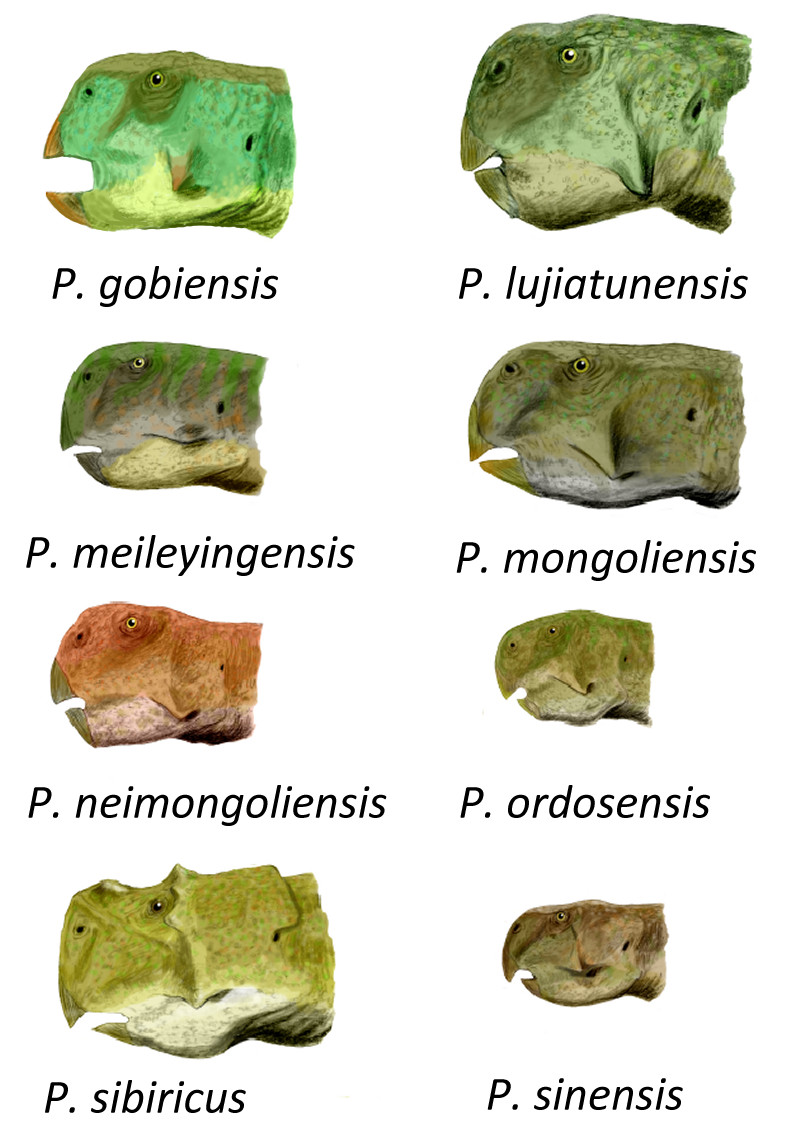 P. gobiensis
P. lujiatunensis
P. meileyingensis
P. mongoliensis
P. neimongoliensis
P. ordosensis
P. sibiricus
P. sinensis